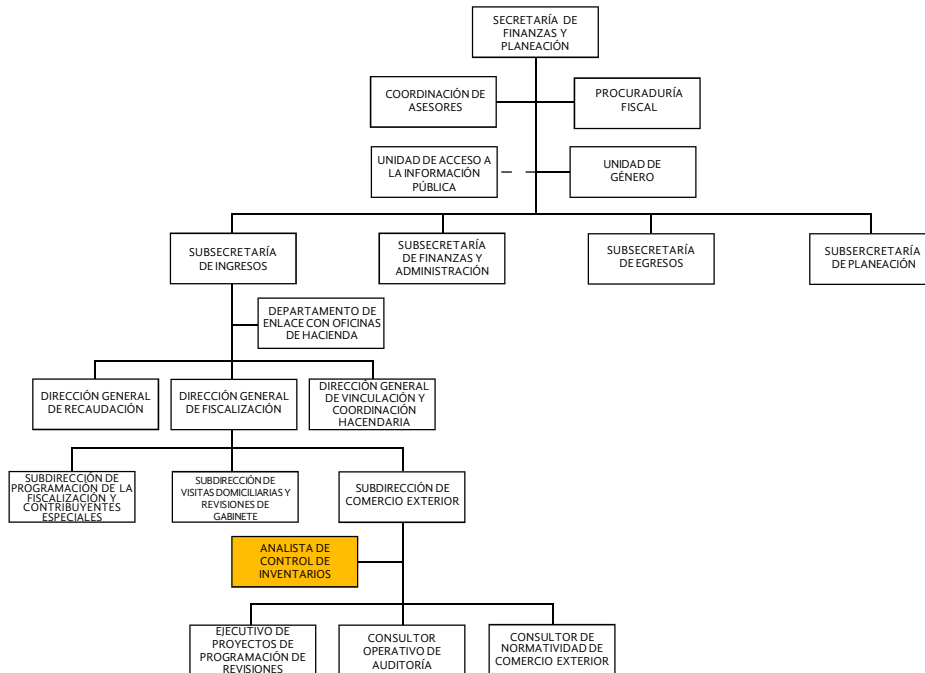 SECRETARÍA DE
FINANZAS Y
PLANEACIÓN
COORDINACIÓN DE
ASESORES
PROCURADURÍA
FISCAL
UNIDAD DE ACCESO A
LA INFORMACIÓN
PÚBLICA
UNIDAD DE
GÉNERO
SUBSECRETARÍA
DE INGRESOS
SUBSECRETARÍA
DE FINANZAS Y
ADMINISTRACIÓN
SUBSECRETARÍA
DE EGRESOS
SUBSERCRETARÍA
DE PLANEACIÓN
DEPARTAMENTO DE
ENLACE CON OFICINAS
DE HACIENDA
DIRECCIÓN GENERAL
DE RECAUDACIÓN
DIRECCIÓN GENERAL
DE FISCALIZACIÓN
DIRECCIÓN GENERAL
DE VINCULACIÓN Y
COORDINACIÓN
HACENDARIA
SUBDIRECCIÓN DE
PROGRAMACIÓN DE LA
FISCALIZACIÓN Y
CONTRIBUYENTES
ESPECIALES
SUBDIRECCIÓN DE
VISITAS DOMICILIARIAS Y
REVISIONES DE
GABINETE
SUBDIRECCIÓN DE
COMERCIO EXTERIOR
ANALISTA DE
CONTROL DE
INVENTARIOS
EJECUTIVO DE
PROYECTOS DE
PROGRAMACIÓN DE
REVISIONES
CONSULTOR
OPERATIVO DE
AUDITORÍA
CONSULTOR DE
NORMATIVIDAD DE
COMERCIO EXTERIOR